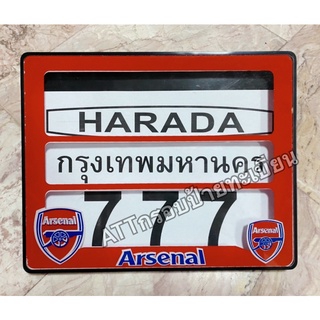 HARADA
กรุงเทพมหานคร
777
ATTกรอบป้ายทะเบียน
Arsenal
Arsenal
Arsenal